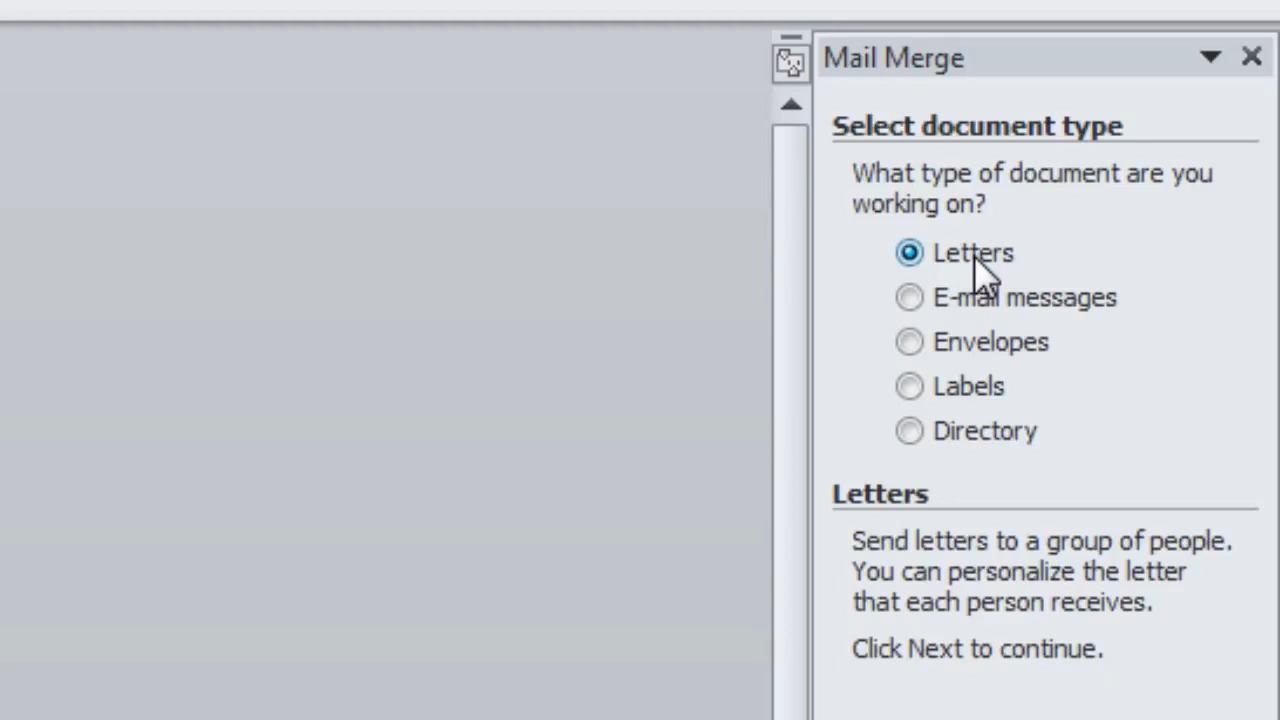 Mail Merge
Select document type
What type of document are you
working on?
Letters
E-mail messages
Envelopes
Labels
Directory
Letters
Send letters to a group of people.
You can personalize the letter
that each person receives.
Click Next to continue.